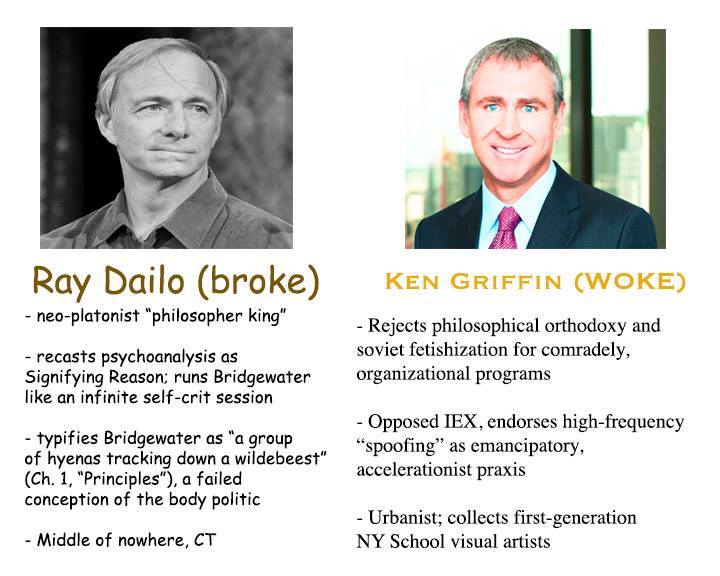 Ray Dailo (broke)
- neo-platonist “philosopher king”
- recasts psychoanalysis as
Signifying Reason; runs Bridgewater
like an infinite self-crit session
- typifies Bridgewater as “a group
of hyenas tracking down a wildebeest”
(Ch. 1, “Principles”), a failed
conception of the body politic
- Middle of nowhere, CT
KEN GRIFFIN (WOKE)
- Rejects philosophical orthodoxy and
soviet fetishization for comradely,
organizational programs
- Opposed IEX, endorses high-frequency
“spoofing” as emancipatory,
accelerationist praxis
- Urbanist; collects first-generation
NY School visual artists